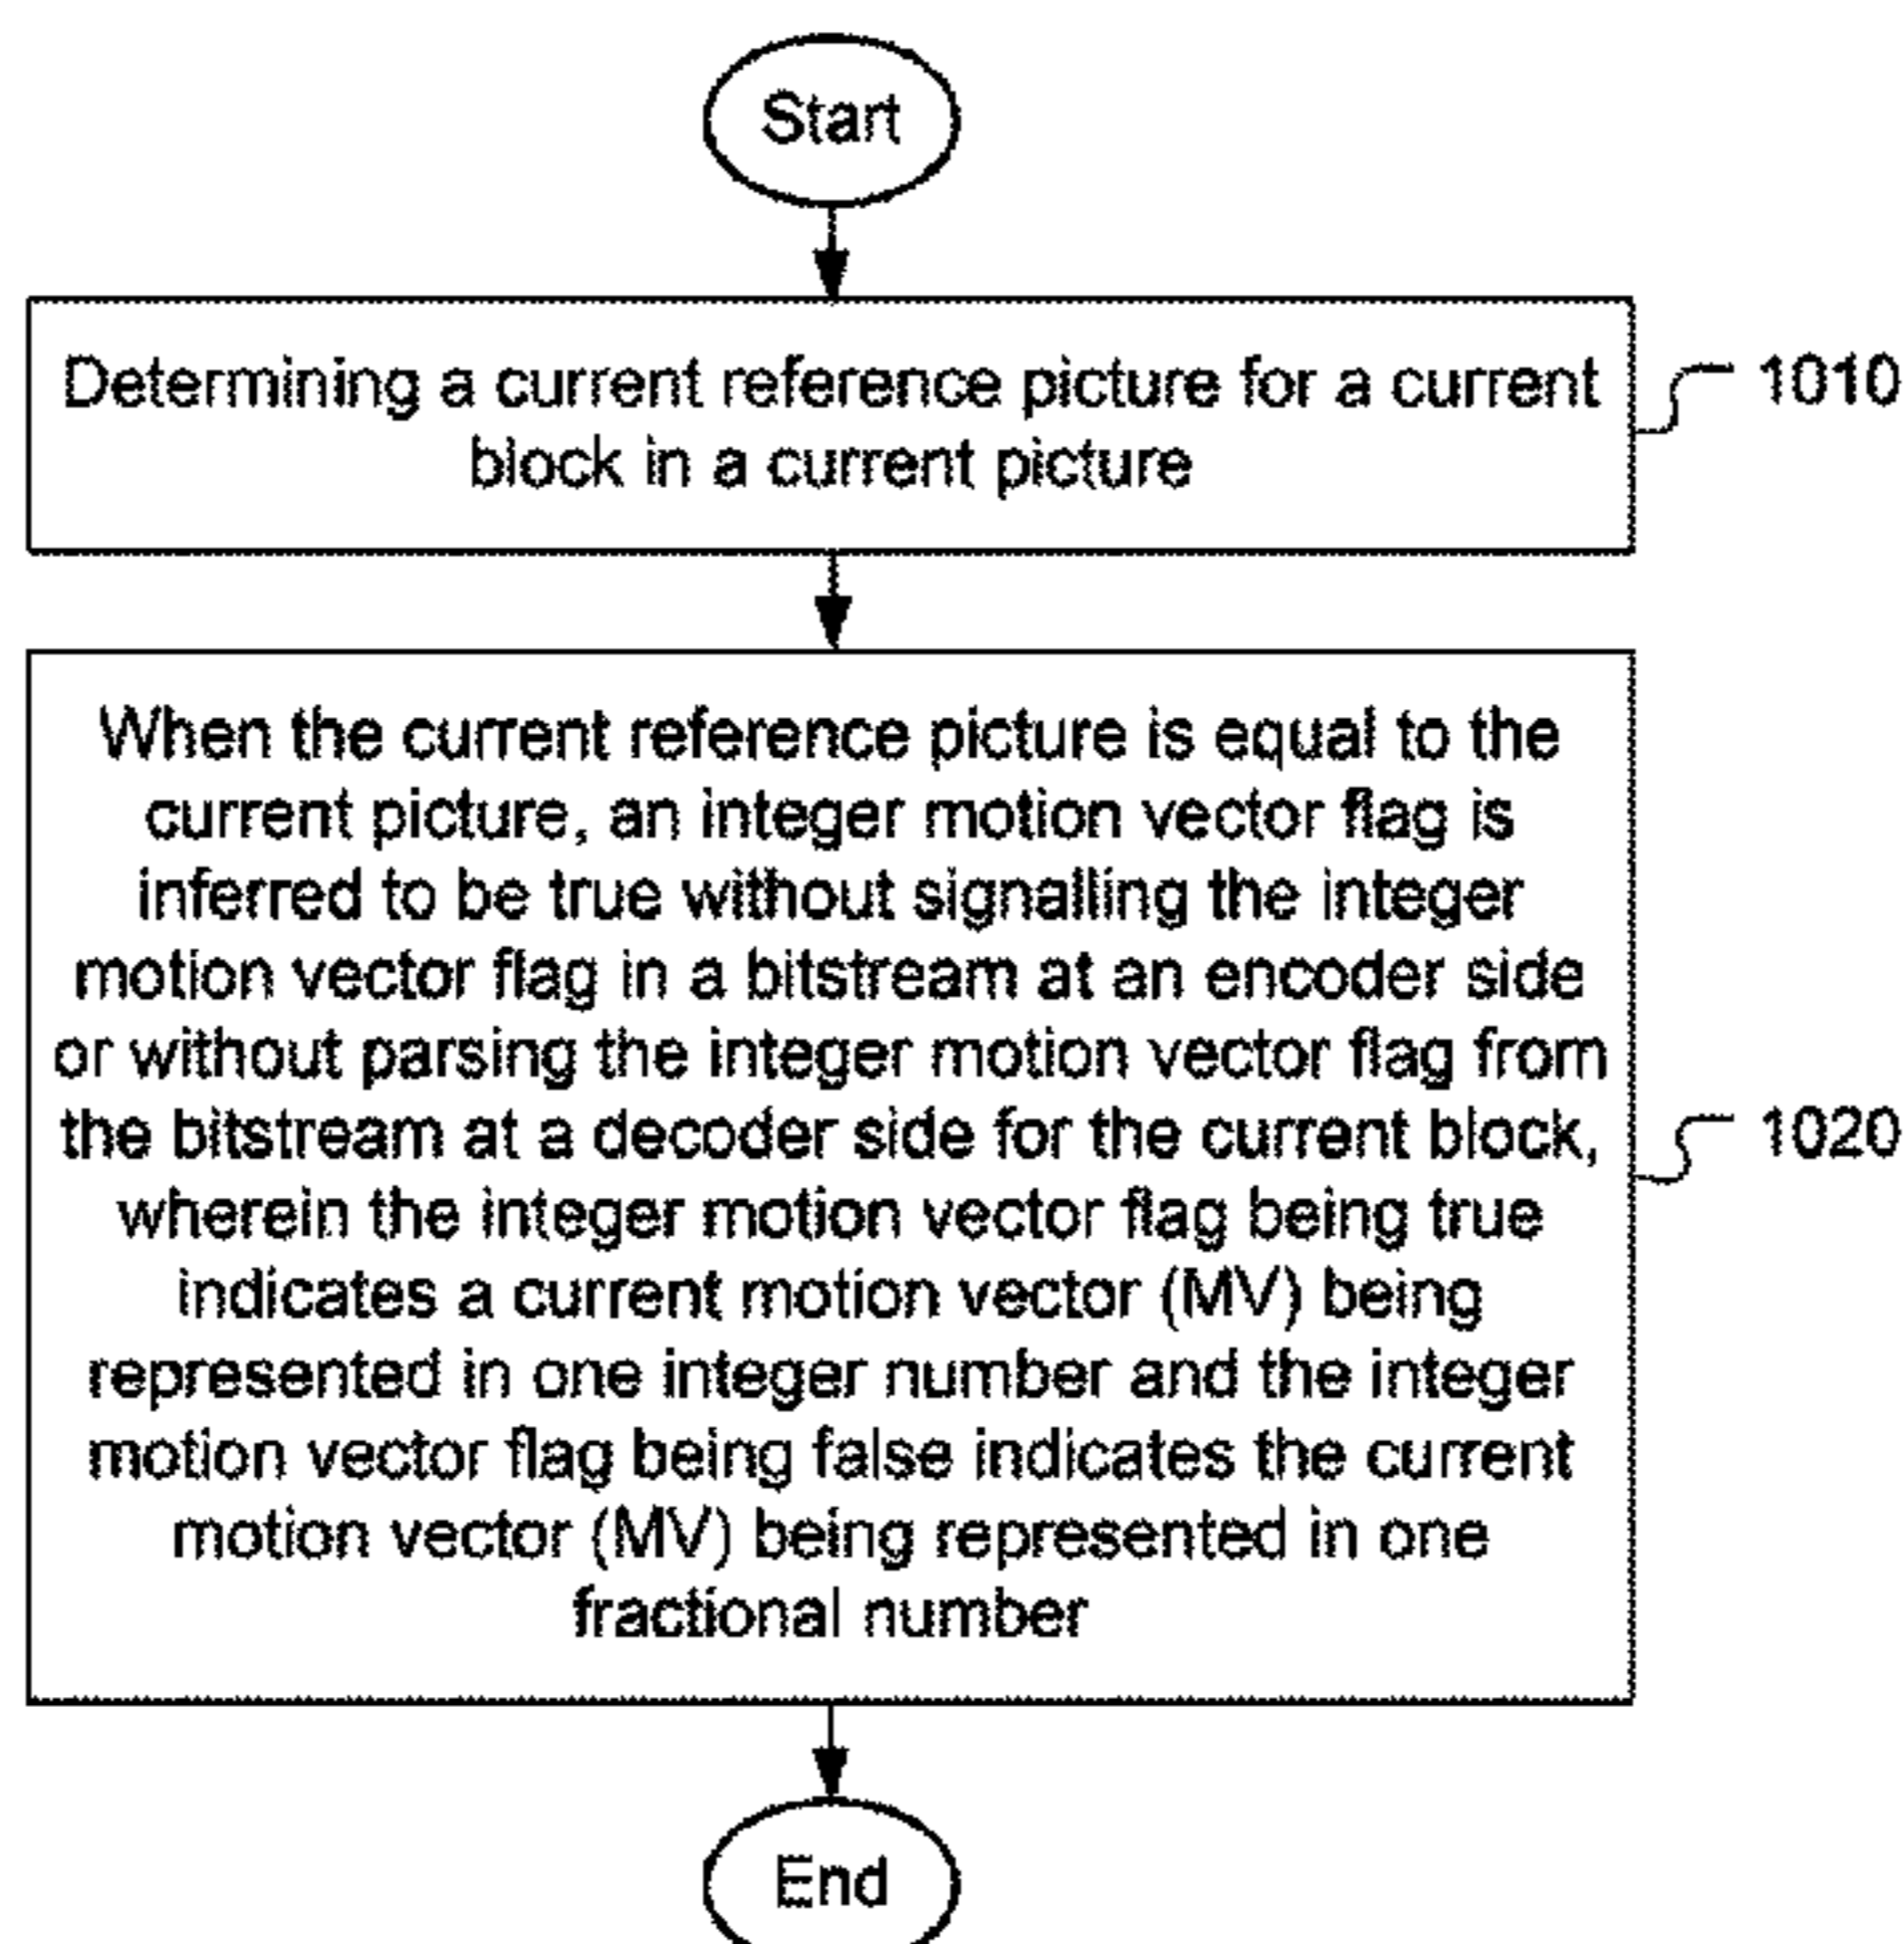 Start
Determining a current reference picture for a current
block in a current picture
1010
When the current reference picture is equal to the
current picture, an integer motion vector flag is
inferred to be true without signalling the integer
motion vector flag in a bitstream at an encoder side
or without parsing the integer motion vector flag from
the bitstream at a decoder side for the current block,
wherein the integer motion vector flag being true
indicates a current motion vector (MV) being
represented in one integer number and the integer
motion vector flag being false indicates the current
motion vector (MV) being represented in one
fractional number
1020
End